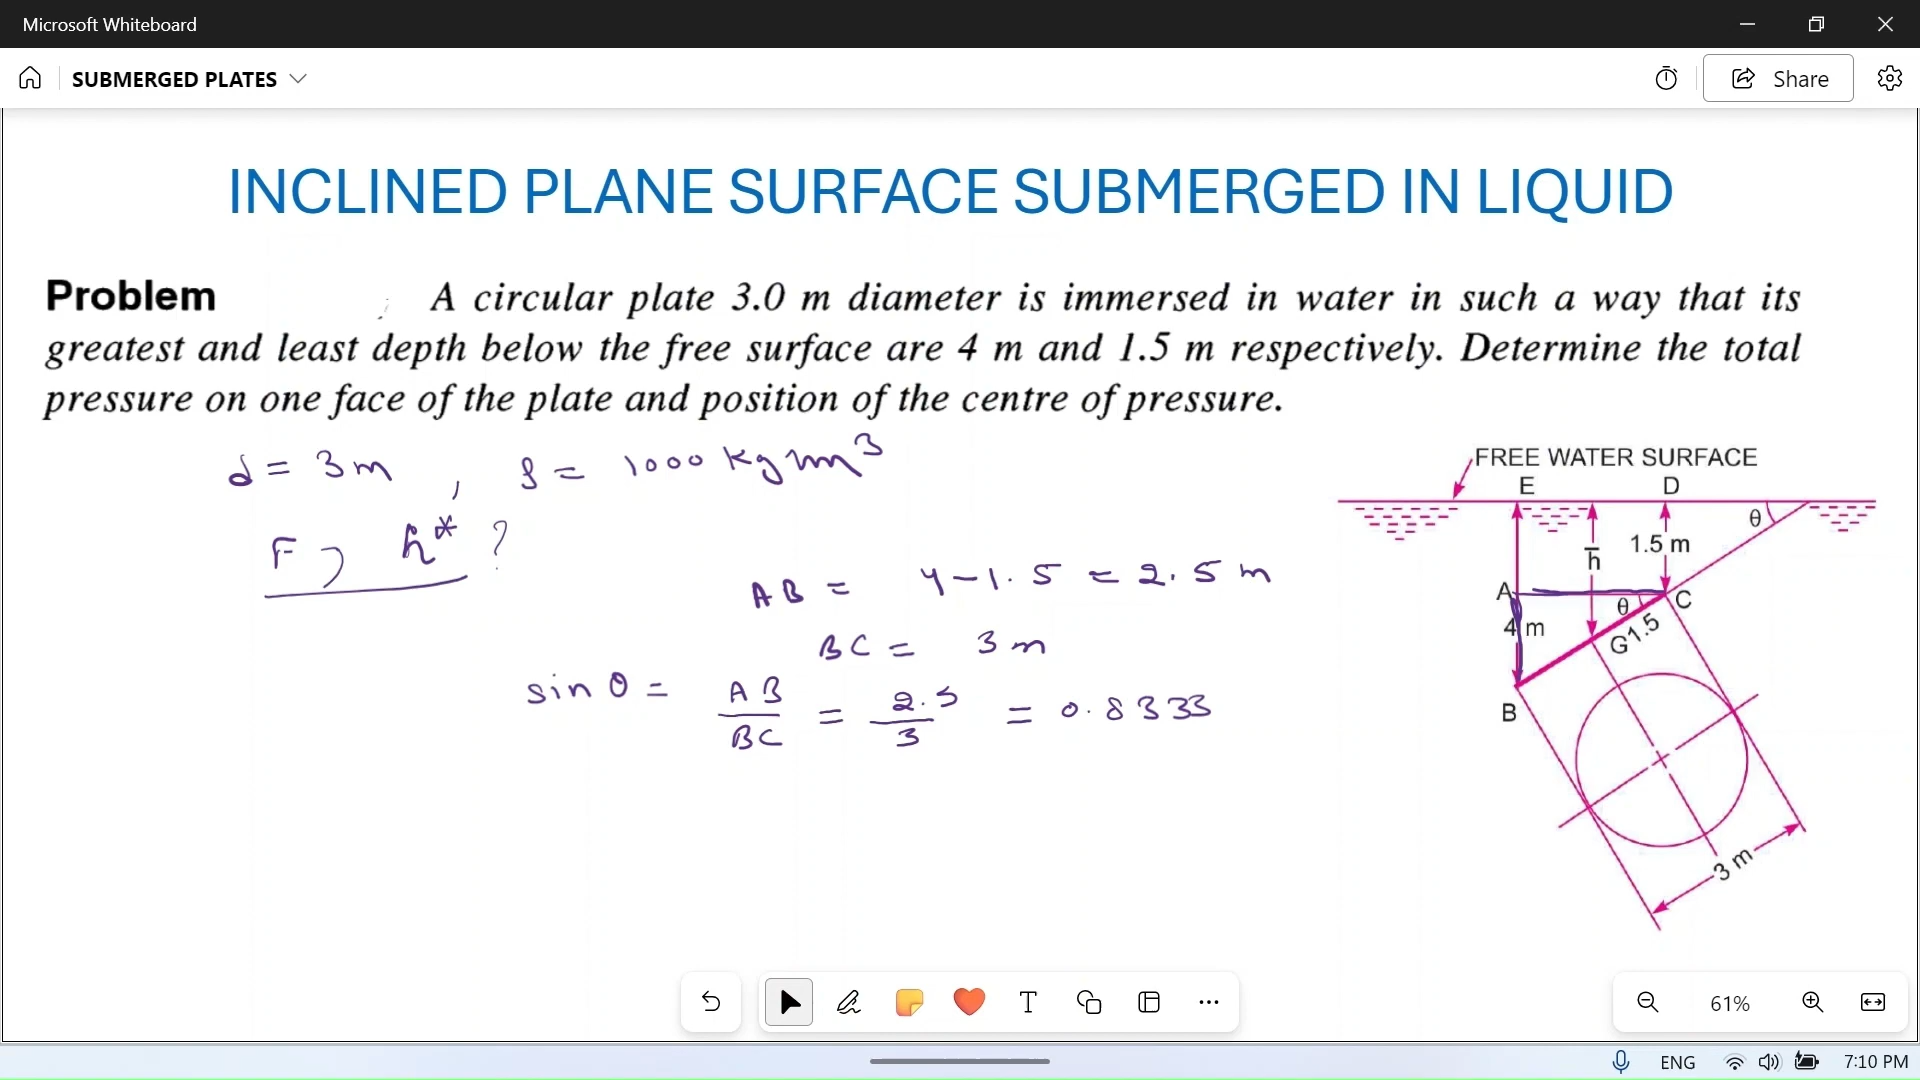 Microsoft Whiteboard
SUBMERGED PLATES
Share
INCLINED PLANE SURFACE SUBMERGED IN LIQUID
Problem A circular plate 3.0 m diameter is immersed in water in such a way that its
greatest and least depth below the free surface are 4 m and 1.5 m respectively. Determine the total
pressure on one face of the plate and position of the centre of pressure.
d = 3 m , ρ = 1000 kg/m³
F, h* ?
AB = 4 - 1.5 = 2.5 m
BC = 3 m
sin θ = AB/BC = 2.5/3 = 0.8333
FREE WATER SURFACE
E D
θ
1.5 m
h̄
A C
θ
4 m
G 1.5
B
3 m
T
61%
ENG 7:10 PM